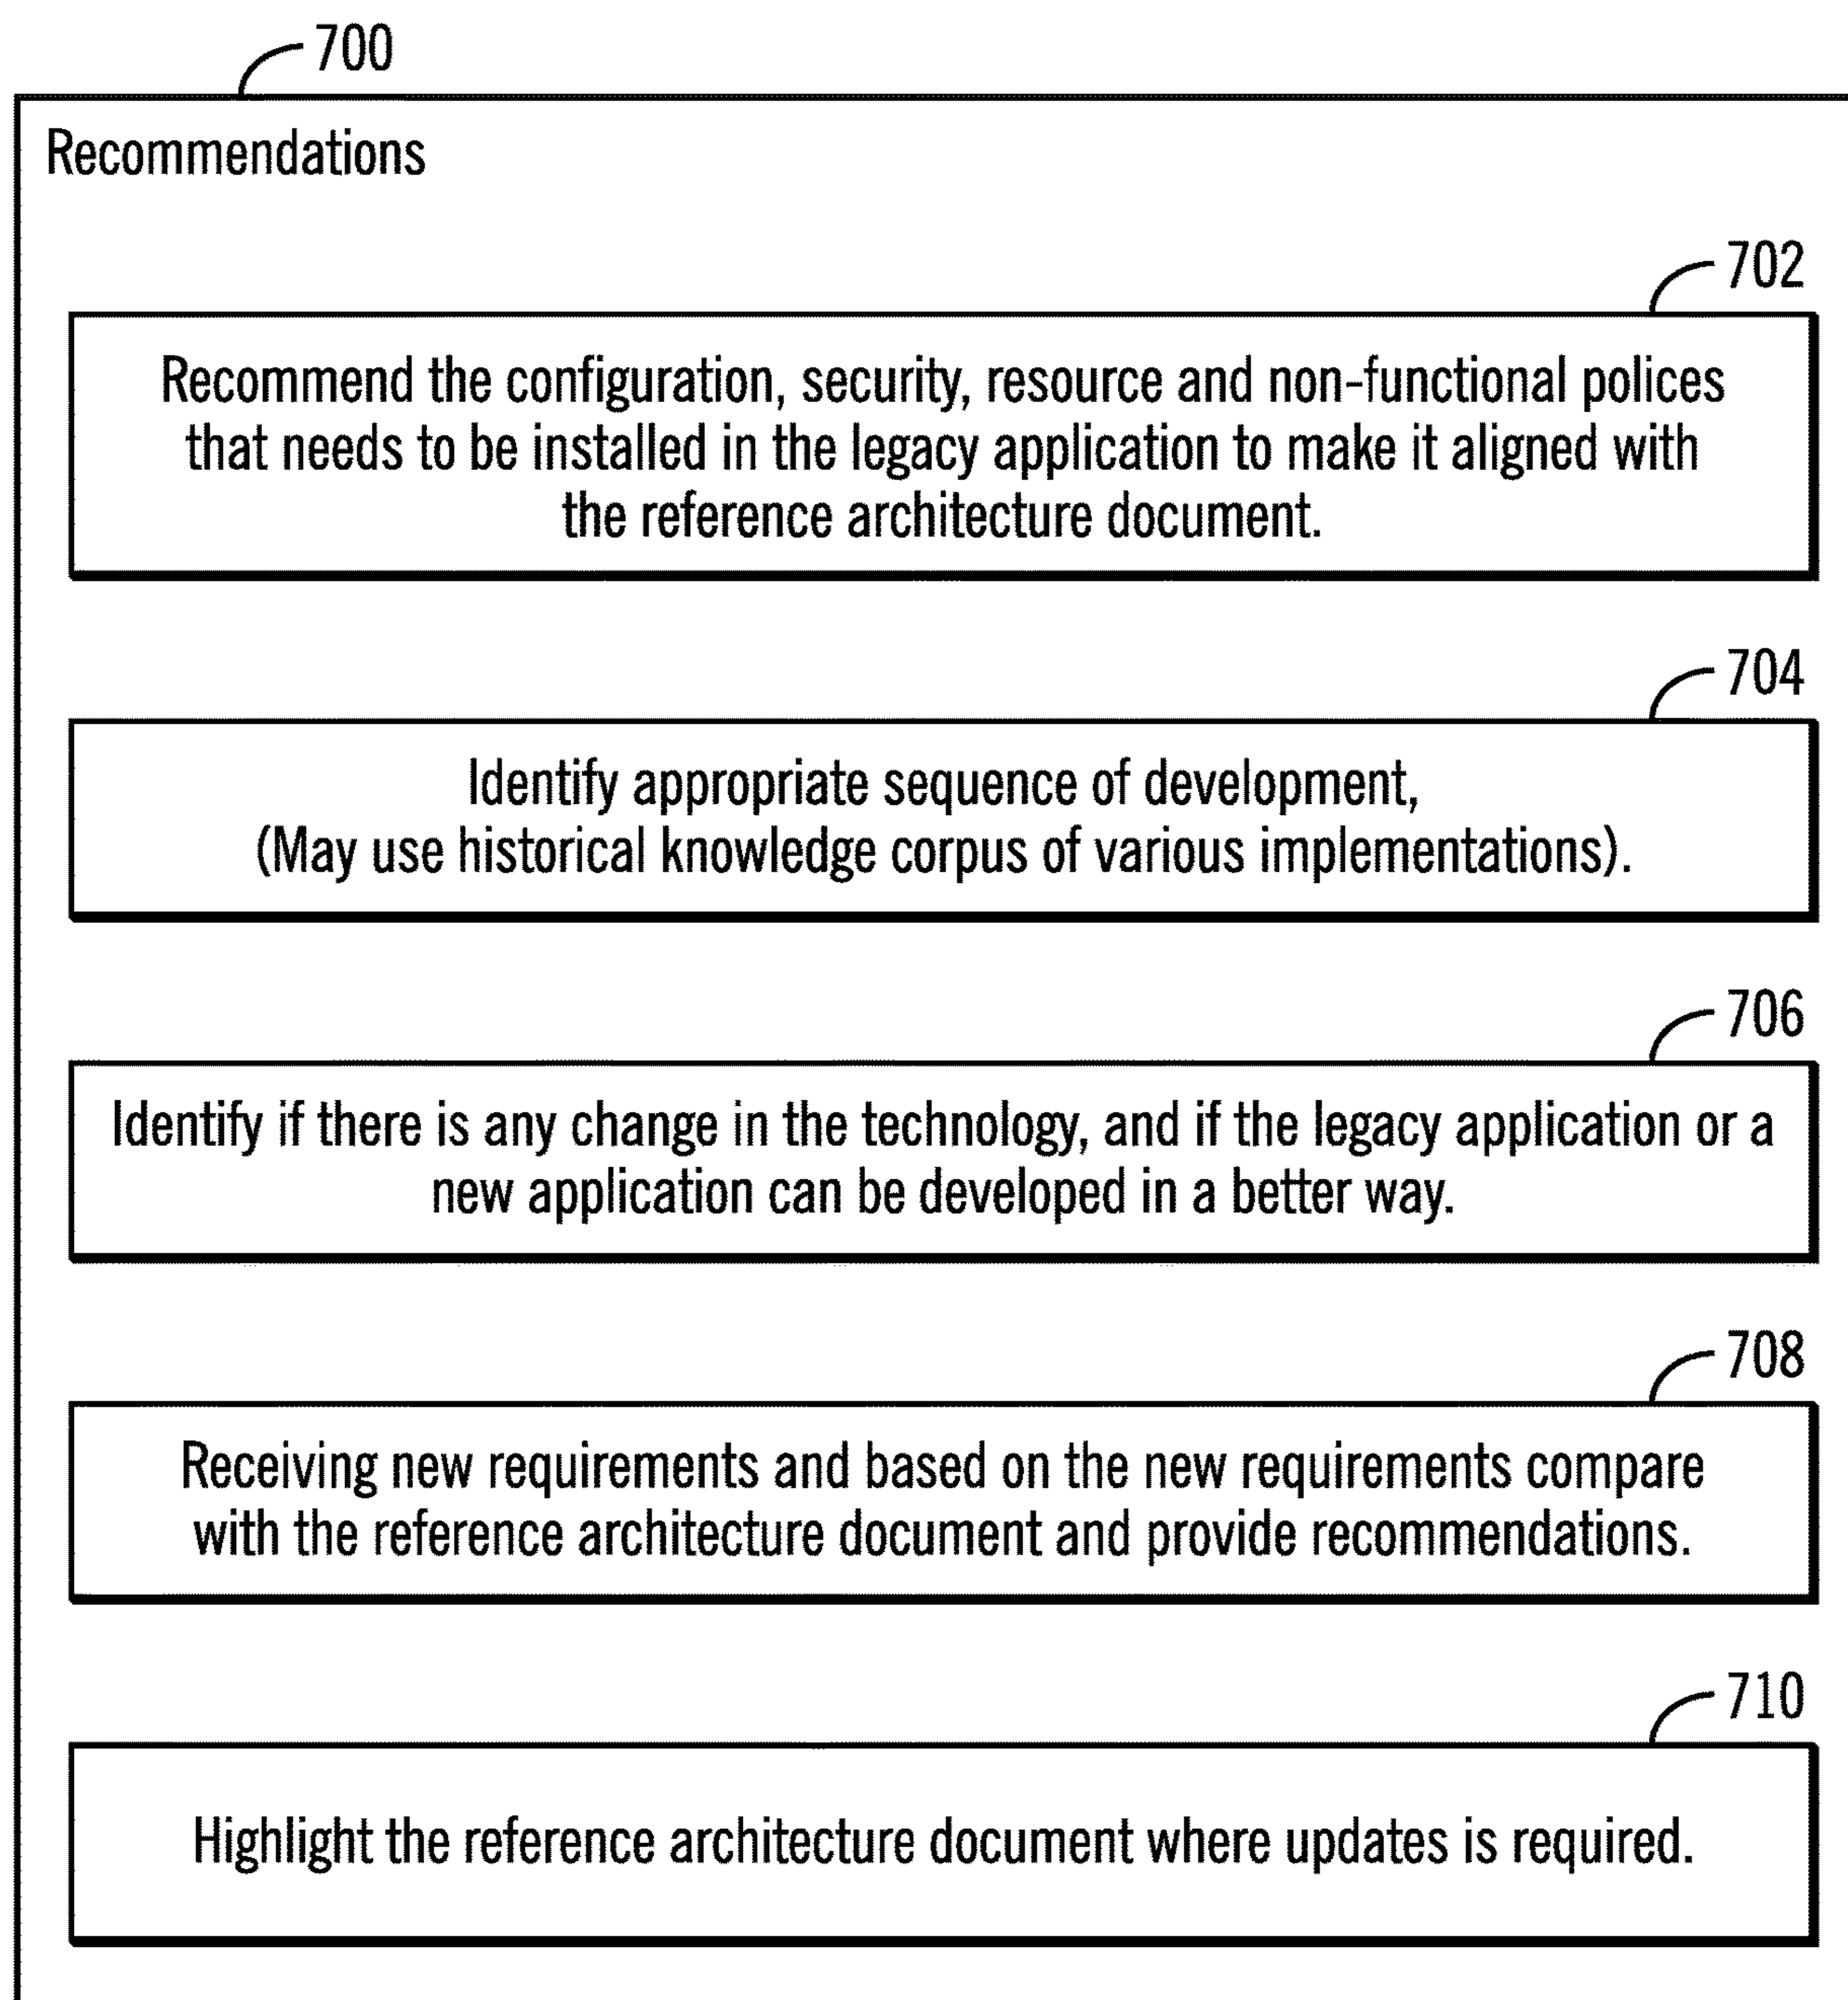 700
Recommendations
702
Recommend the configuration, security, resource and non-functional polices
that needs to be installed in the legacy application to make it aligned with
the reference architecture document.
704
Identify appropriate sequence of development,
(May use historical knowledge corpus of various implementations).
706
Identify if there is any change in the technology, and if the legacy application or a
new application can be developed in a better way.
708
Receiving new requirements and based on the new requirements compare
with the reference architecture document and provide recommendations.
710
Highlight the reference architecture document where updates is required.